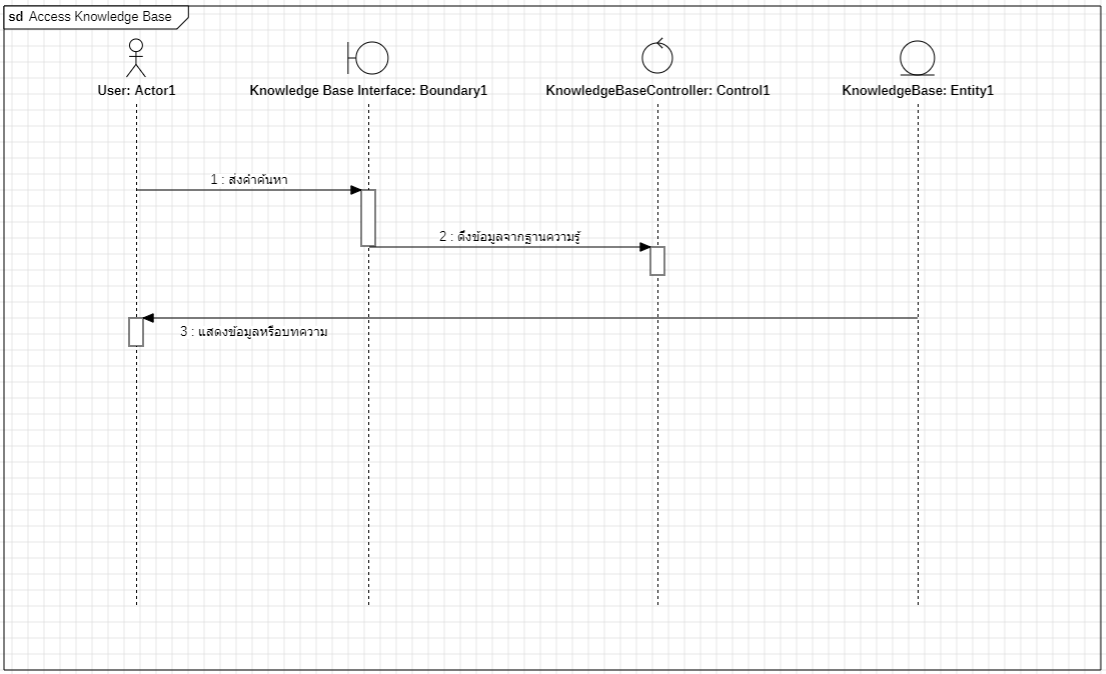 sd Access Knowledge Base
User: Actor1
Knowledge Base Interface: Boundary1
KnowledgeBaseController: Control1
KnowledgeBase: Entity1
1 : ส่งคำค้นหา
2 : ดึงข้อมูลจากฐานความรู้
3 : แสดงข้อมูลหรือบทความ